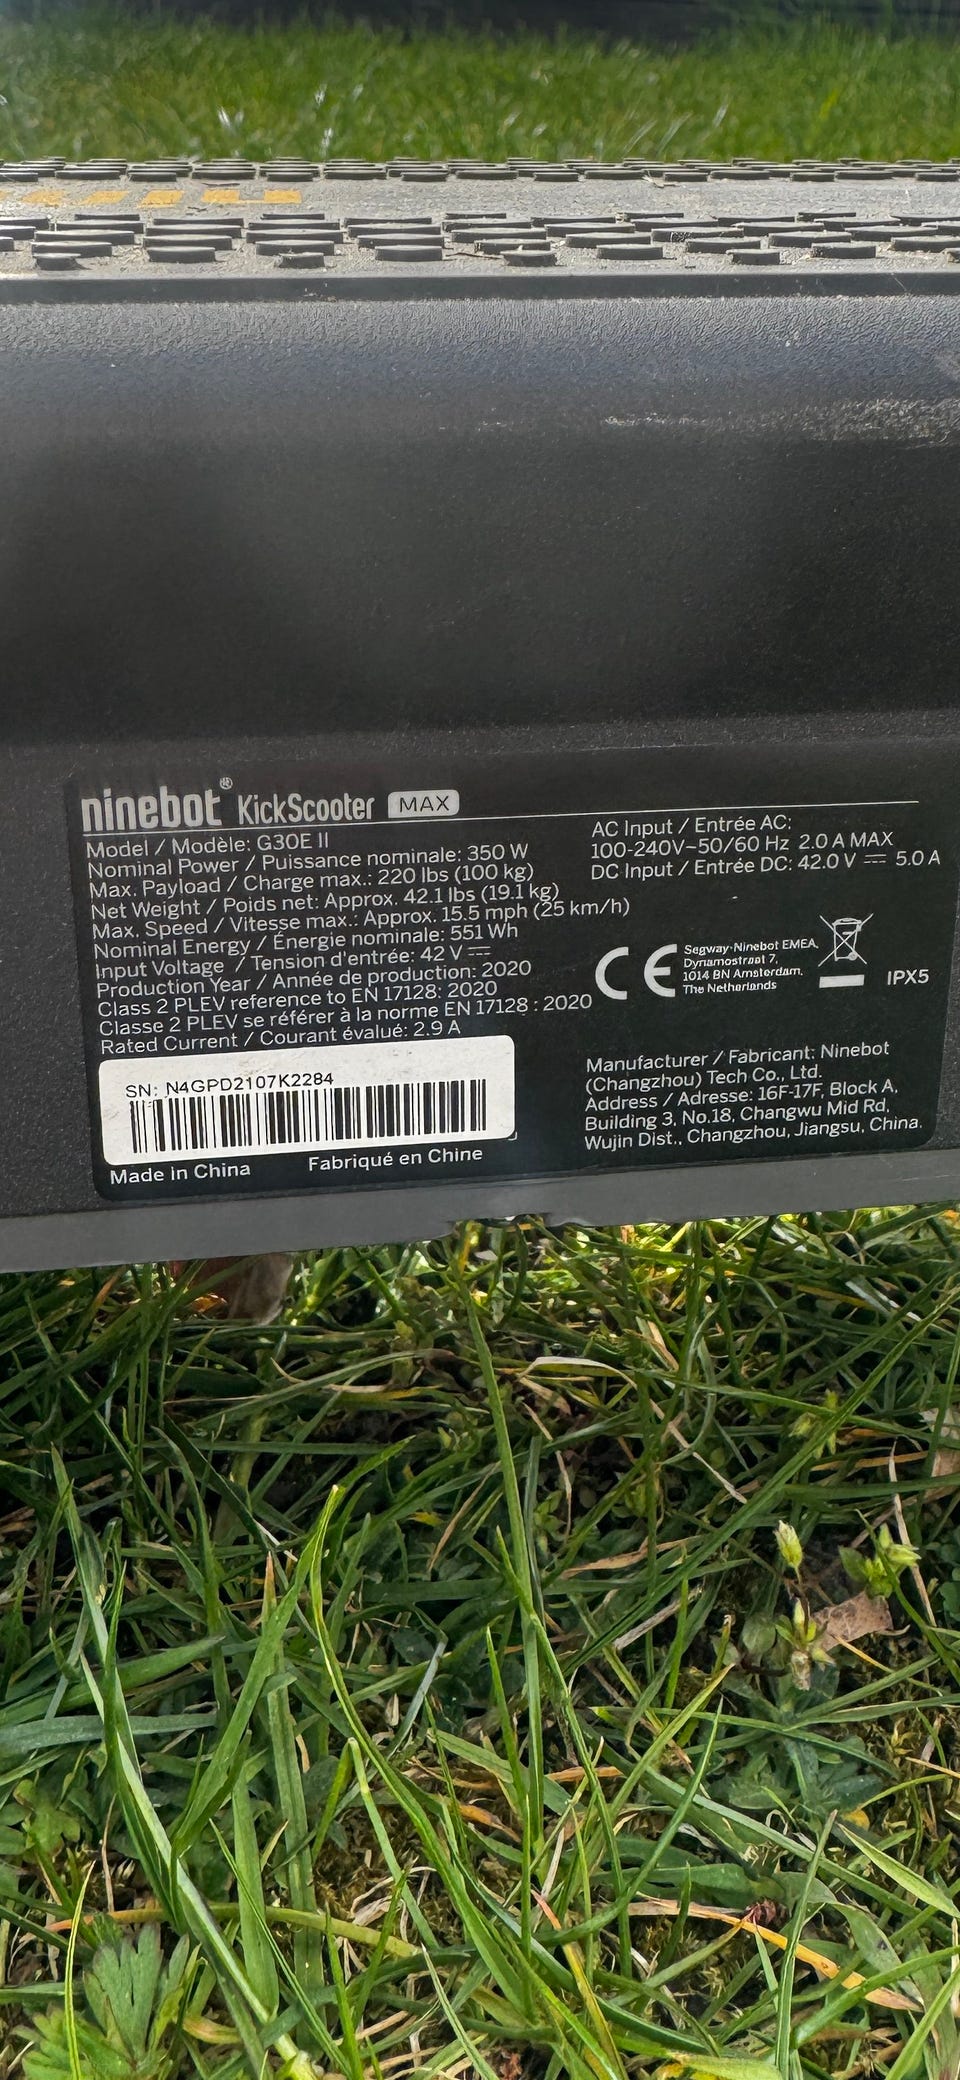 ninebot® KickScooter MAX
Model / Modèle: G30E II
Nominal Power / Puissance nominale: 350 W
Max. Payload / Charge max.: 220 lbs (100 kg)
Net Weight / Poids net: Approx. 42.1 lbs (19.1 kg)
Max. Speed / Vitesse max.: Approx. 15.5 mph (25 km/h)
Nominal Energy / Énergie nominale: 551 Wh
Input Voltage / Tension d'entrée: 42 V ⎓
Production Year / Année de production: 2020
Class 2 PLEV reference to EN 17128: 2020
Classe 2 PLEV se référer à la norme EN 17128 : 2020
Rated Current / Courant évalué: 2.9 A
SN: N4GPD2107K2284
Made in China Fabriqué en Chine
AC Input / Entrée AC:
100-240V~50/60 Hz 2.0 A MAX
DC Input / Entrée DC: 42.0 V ⎓ 5.0 A
CE
Segway-Ninebot EMEA,
Dynamostraat 7,
1014 BN Amsterdam,
The Netherlands
IPX5
Manufacturer / Fabricant: Ninebot
(Changzhou) Tech Co., Ltd.
Address / Adresse: 16F-17F, Block A,
Building 3, No.18, Changwu Mid Rd,
Wujin Dist., Changzhou, Jiangsu, China.